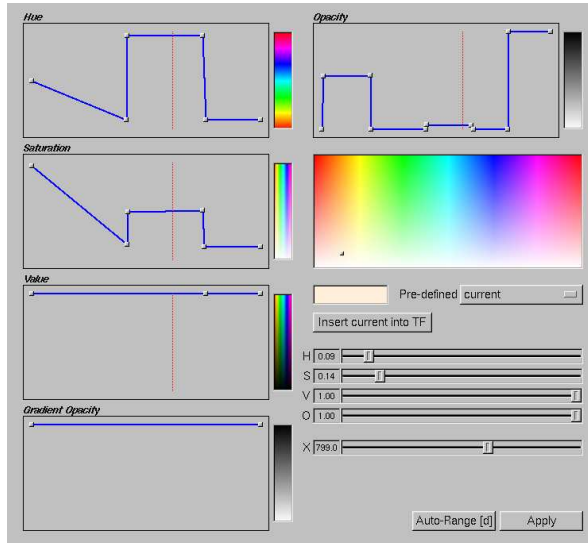 Hue
Opacity
Saturation
Value
Pre-defined current
Insert current into TF
H 0.09
S 0.14
V 1.00
O 1.00
Gradient Opacity
X 799.0
Auto-Range [d] Apply